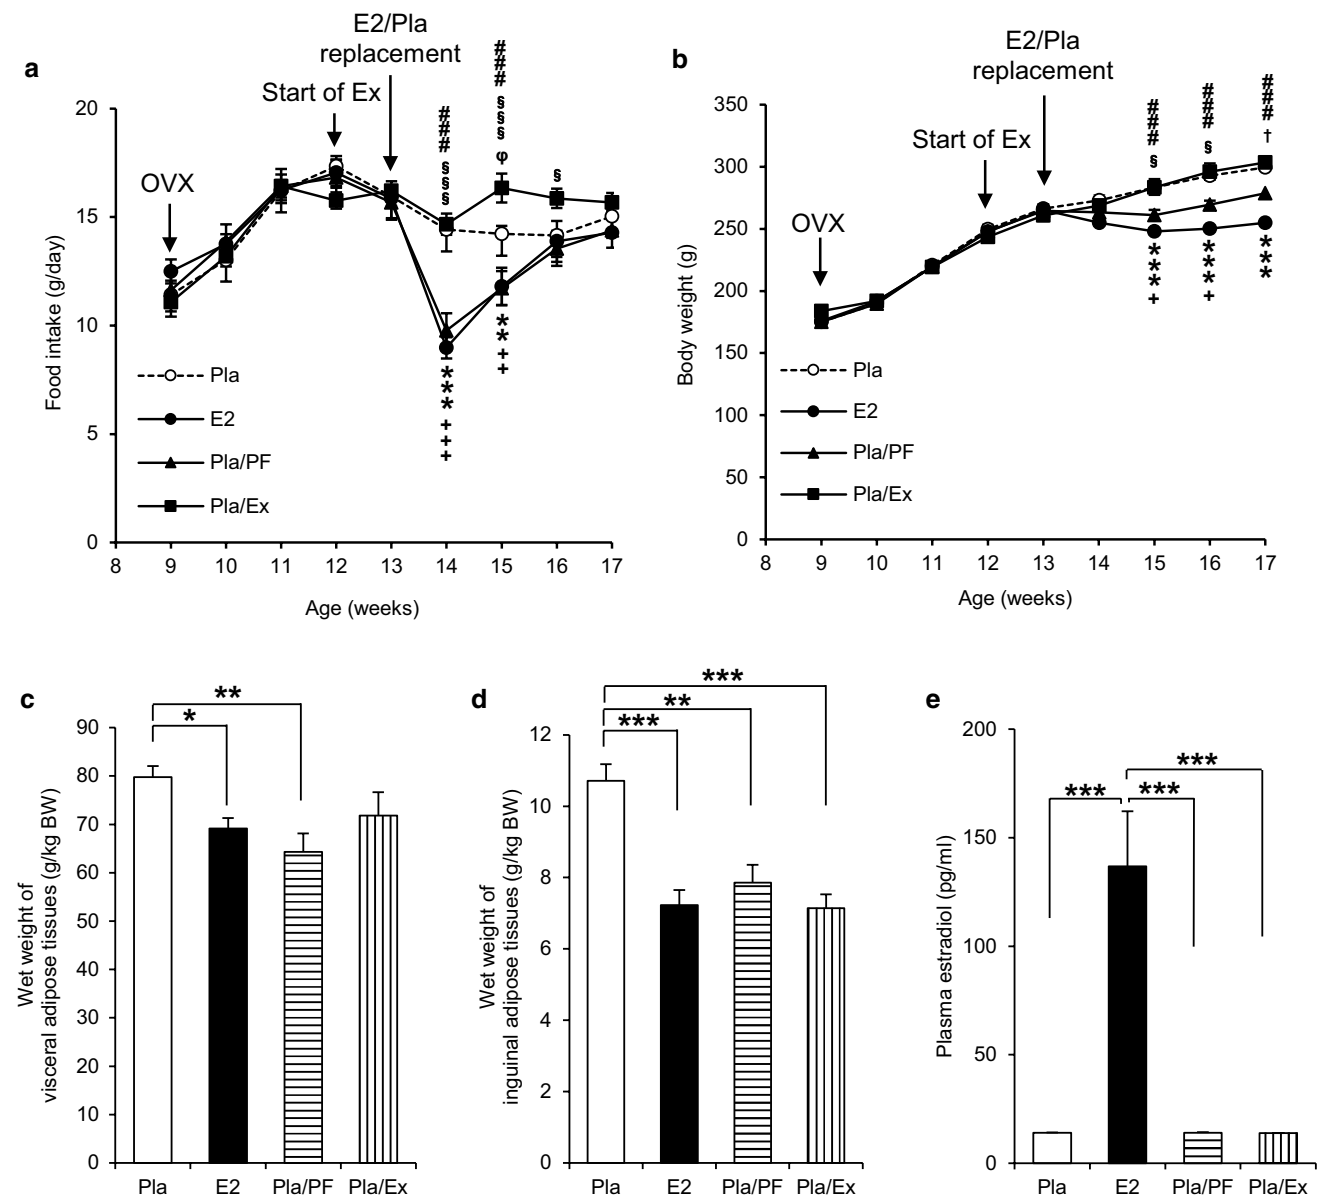 a
E2/Pla
replacement
Start of Ex
OVX
###
§§§
***
+++
###
§§§
φ
**
++
§
Food intake (g/day)
20
15
10
5
0
Pla
E2
Pla/PF
Pla/Ex
8 9 10 11 12 13 14 15 16 17
Age (weeks)
b
E2/Pla
replacement
Start of Ex
OVX
###
§
***
+
###
§
***
+
###
†
***
Body weight (g)
350
300
250
200
150
100
50
0
Pla
E2
Pla/PF
Pla/Ex
8 9 10 11 12 13 14 15 16 17
Age (weeks)
c
**
*
Wet weight of
visceral adipose tissues (g/kg BW)
90
80
70
60
50
40
30
20
10
0
Pla E2 Pla/PF Pla/Ex
d
***
**
***
Wet weight of
inguinal adipose tissues (g/kg BW)
12
10
8
6
4
2
0
Pla E2 Pla/PF Pla/Ex
e
***
*** ***
Plasma estradiol (pg/ml)
200
150
100
50
0
Pla E2 Pla/PF Pla/Ex